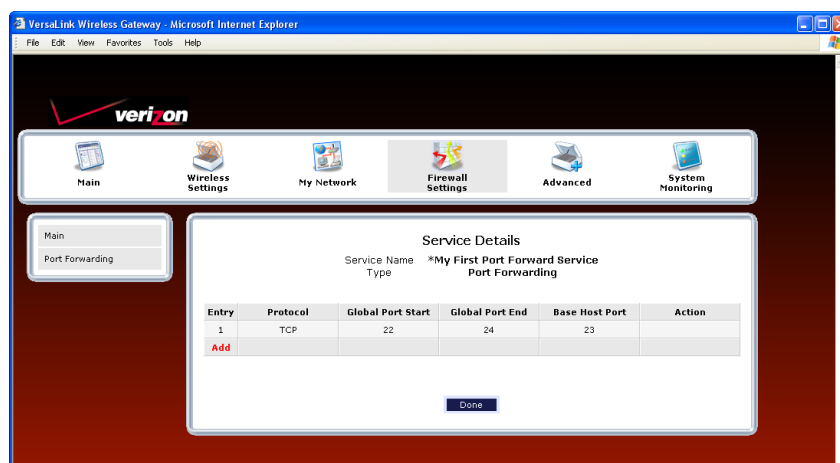 VersaLink Wireless Gateway - Microsoft Internet Explorer
File Edit View Favorites Tools Help
verizon
Main
Wireless Settings
My Network
Firewall Settings
Advanced
System Monitoring
Main
Port Forwarding
Service Details
Service Name *My First Port Forward Service
Type Port Forwarding
Entry Protocol Global Port Start Global Port End Base Host Port Action
1 TCP 22 24 23
Add
Done